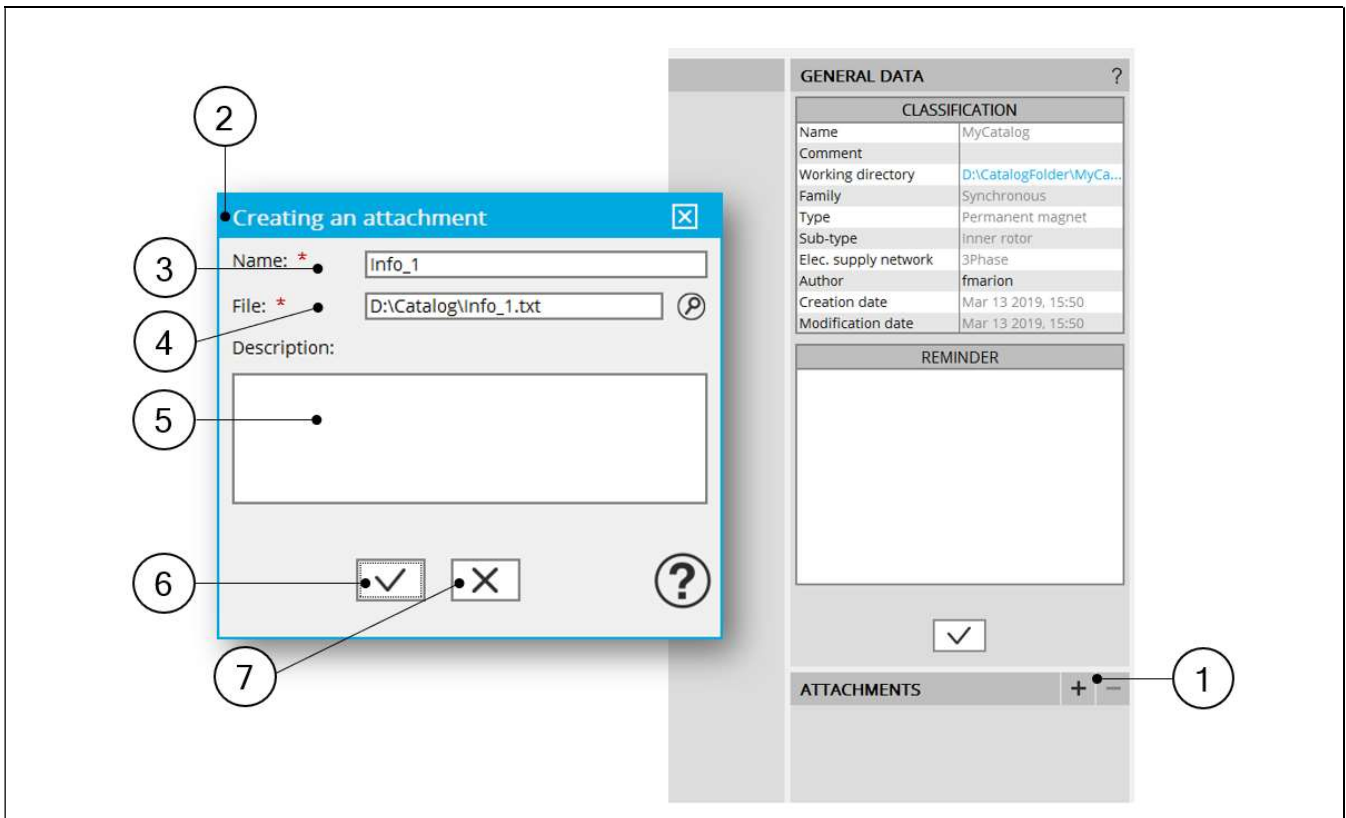 2
Creating an attachment
3
Name: *
Info_1
4
File: *
D:\Catalog\Info_1.txt
Description:
5
6
7
?
GENERAL DATA ?
CLASSIFICATION
Name MyCatalog
Comment
Working directory D:\CatalogFolder\MyCa...
Family Synchronous
Type Permanent magnet
Sub-type Inner rotor
Elec. supply network 3Phase
Author fmarion
Creation date Mar 13 2019, 15:50
Modification date Mar 13 2019, 15:50
REMINDER
ATTACHMENTS + −
1